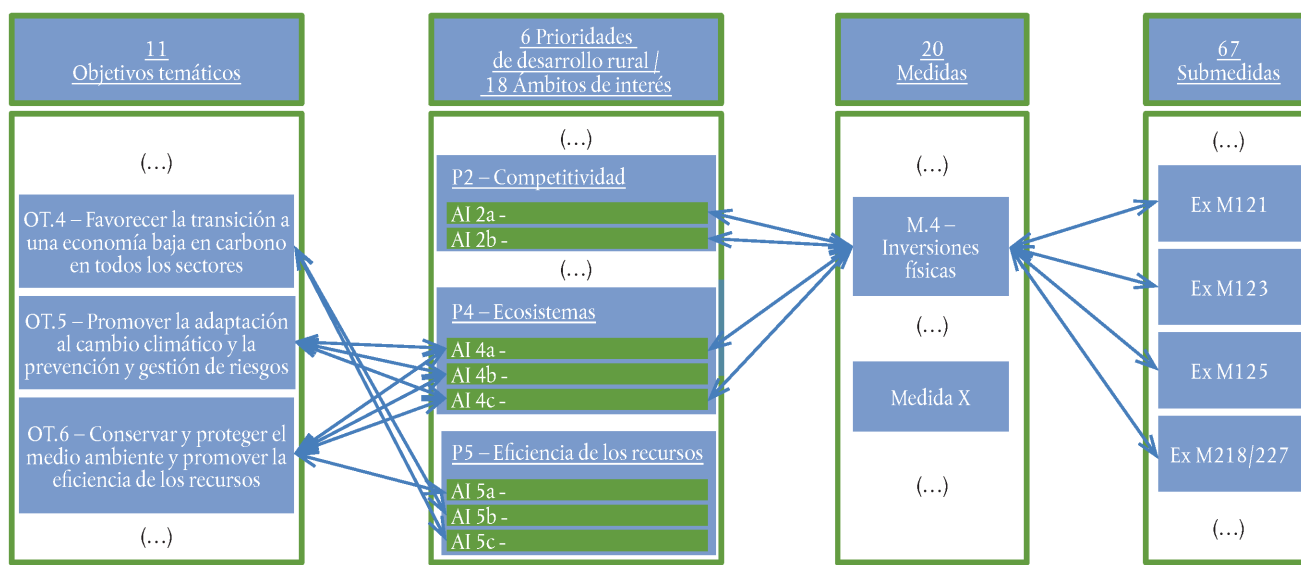 11
Objetivos temáticos
6 Prioridades
de desarrollo rural /
18 Ámbitos de interés
20
Medidas
67
Submedidas
(...)
OT.4 – Favorecer la transición a
una economía baja en carbono
en todos los sectores
OT.5 – Promover la adaptación
al cambio climático y la
prevención y gestión de riesgos
OT.6 – Conservar y proteger el
medio ambiente y promover la
eficiencia de los recursos
(...)
(...)
P2 – Competitividad
AI 2a -
AI 2b -
(...)
P4 – Ecosistemas
AI 4a -
AI 4b -
AI 4c -
P5 – Eficiencia de los recursos
AI 5a -
AI 5b -
AI 5c -
(...)
M.4 –
Inversiones
físicas
(...)
Medida X
(...)
(...)
Ex M121
Ex M123
Ex M125
Ex M218/227
(...)